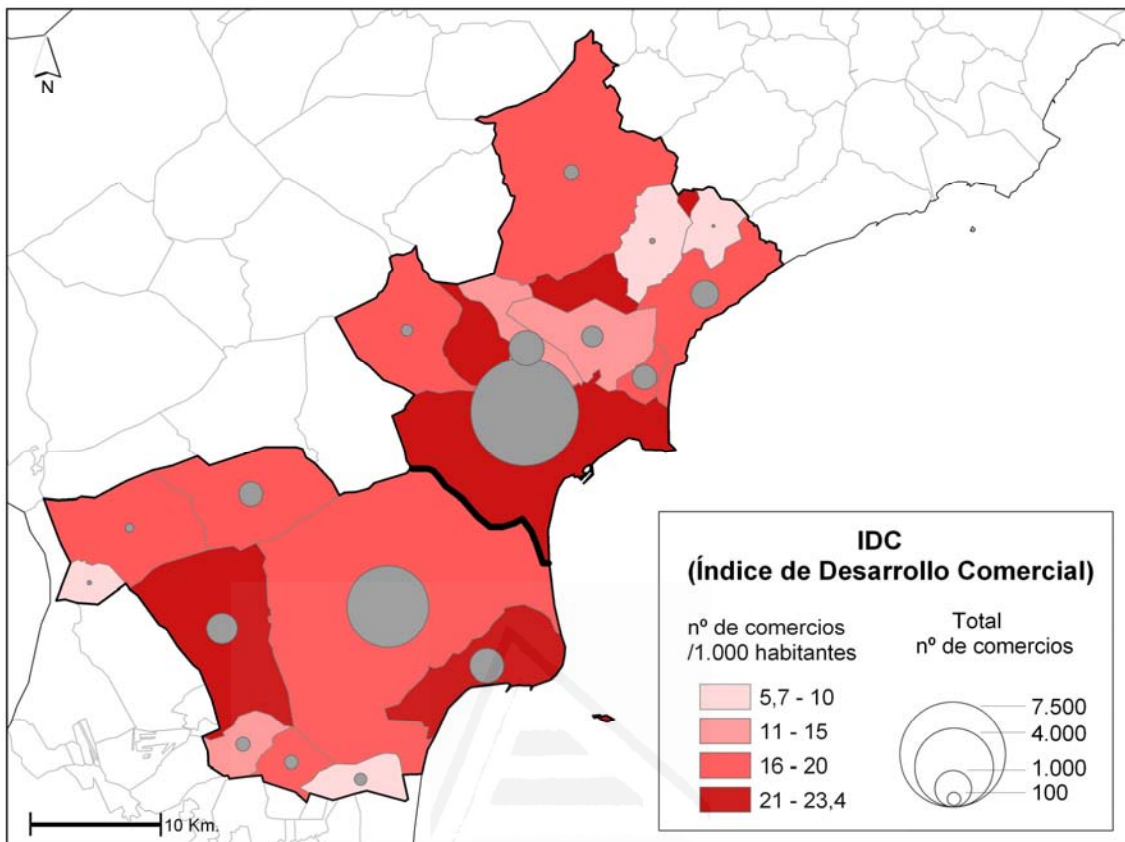 N
IDC
(Índice de Desarrollo Comercial)
nº de comercios
/1.000 habitantes
5,7 - 10
11 - 15
16 - 20
21 - 23,4
Total
nº de comercios
7.500
4.000
1.000
100
10 Km.